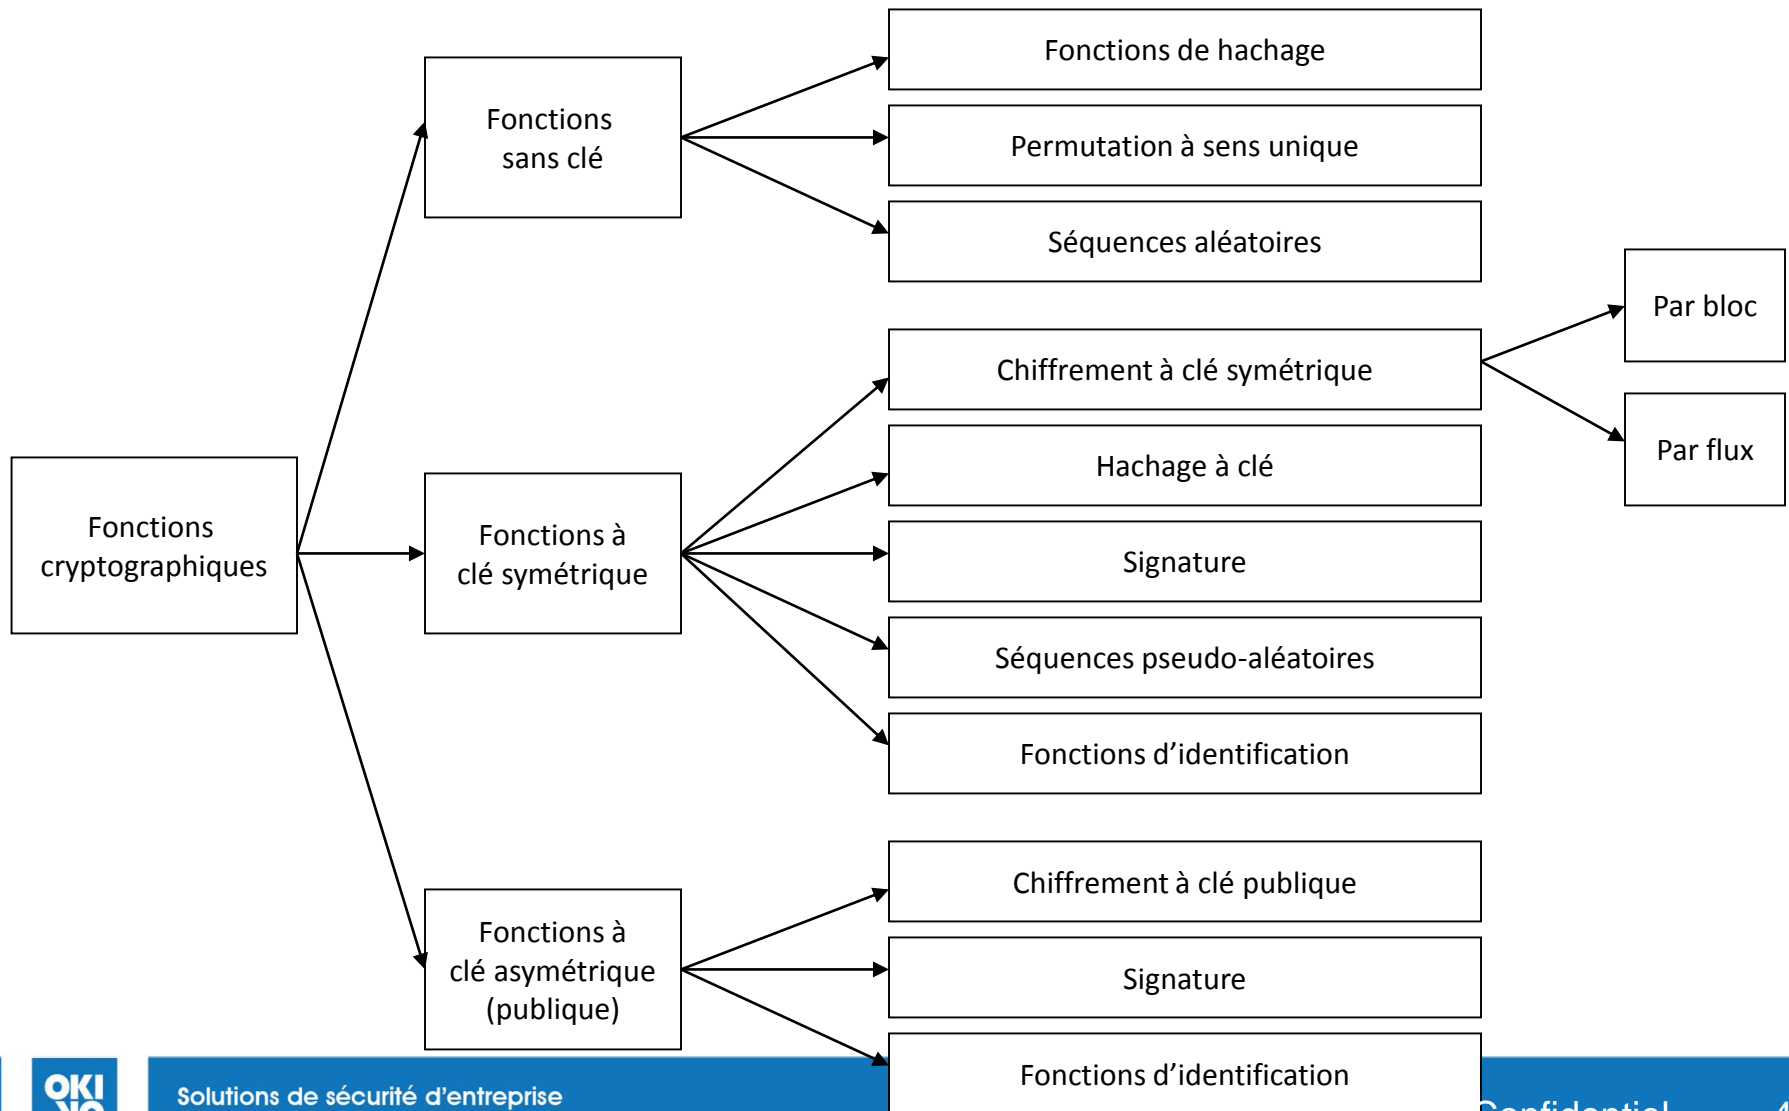 Fonctions de hachage
Fonctions
sans clé
Permutation à sens unique
Séquences aléatoires
Par bloc
Chiffrement à clé symétrique
Par flux
Hachage à clé
Fonctions
cryptographiques
Fonctions à
clé symétrique
Signature
Séquences pseudo-aléatoires
Fonctions d’identification
Chiffrement à clé publique
Fonctions à
clé asymétrique
(publique)
Signature
Fonctions d’identification
OKI
Solutions de sécurité d’entreprise
Confidentiel